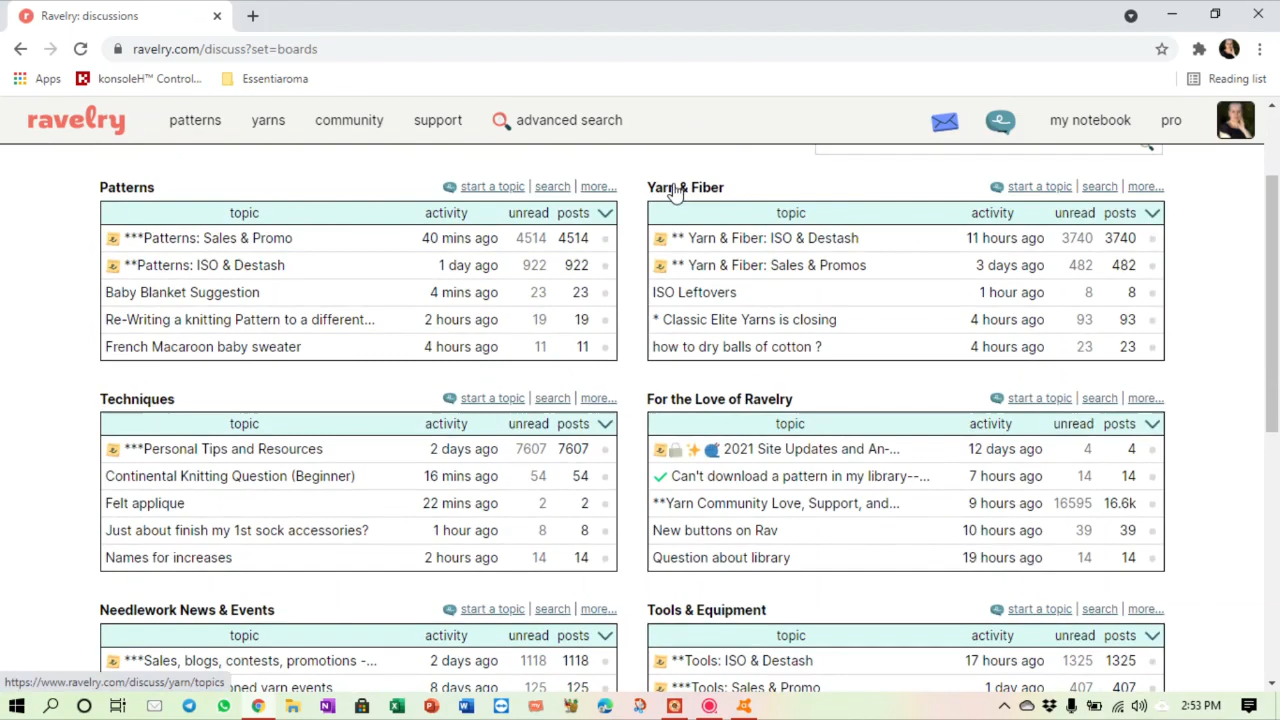 Ravelry: discussions
ravelry.com/discuss?set=boards
Apps konsoleH™ Control... Essentiaroma Reading list
ravelry patterns yarns community support advanced search my notebook pro
Patterns start a topic | search | more...
topic activity unread posts
***Patterns: Sales & Promo 40 mins ago 4514 4514
**Patterns: ISO & Destash 1 day ago 922 922
Baby Blanket Suggestion 4 mins ago 23 23
Re-Writing a knitting Pattern to a different... 2 hours ago 19 19
French Macaroon baby sweater 4 hours ago 11 11
Yarn & Fiber start a topic | search | more...
topic activity unread posts
** Yarn & Fiber: ISO & Destash 11 hours ago 3740 3740
** Yarn & Fiber: Sales & Promos 3 days ago 482 482
ISO Leftovers 1 hour ago 8 8
* Classic Elite Yarns is closing 4 hours ago 93 93
how to dry balls of cotton ? 4 hours ago 23 23
Techniques start a topic | search | more...
topic activity unread posts
***Personal Tips and Resources 2 days ago 7607 7607
Continental Knitting Question (Beginner) 16 mins ago 54 54
Felt applique 22 mins ago 2 2
Just about finish my 1st sock accessories? 1 hour ago 8 8
Names for increases 2 hours ago 14 14
For the Love of Ravelry start a topic | search | more...
topic activity unread posts
2021 Site Updates and An-... 12 days ago 4 4
Can't download a pattern in my library--... 7 hours ago 14 14
**Yarn Community Love, Support, and... 9 hours ago 16595 16.6k
New buttons on Rav 10 hours ago 39 39
Question about library 19 hours ago 14 14
Needlework News & Events start a topic | search | more...
topic activity unread posts
***Sales, blogs, contests, promotions -... 2 days ago 1118 1118
oned yarn events 8 days ago 125 125
Tools & Equipment start a topic | search | more...
topic activity unread posts
**Tools: ISO & Destash 17 hours ago 1325 1325
**Tools: Sales & Promo 1 day ago 407 407
https://www.ravelry.com/discuss/yarn/topics
2:53 PM